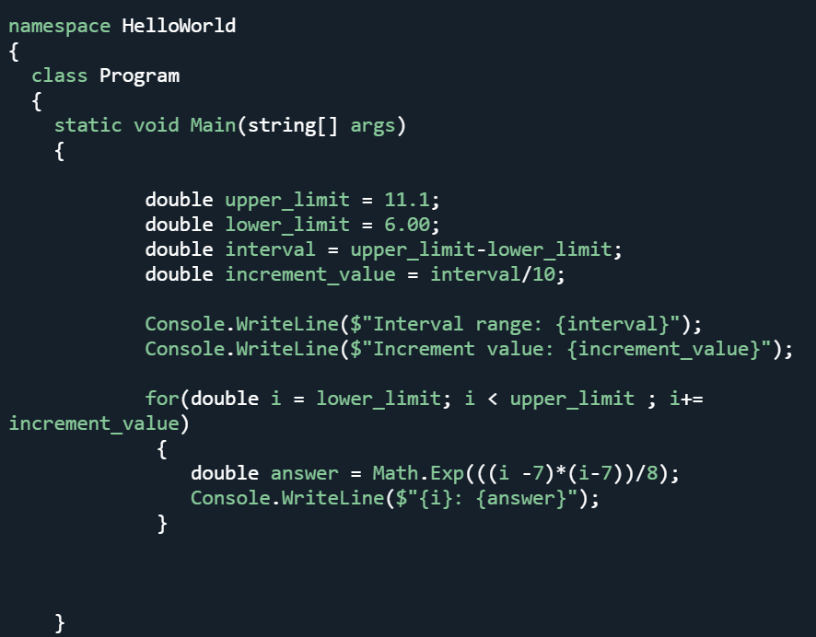 namespace HelloWorld
{
  class Program
  {
    static void Main(string[] args)
    {

            double upper_limit = 11.1;
            double lower_limit = 6.00;
            double interval = upper_limit-lower_limit;
            double increment_value = interval/10;

            Console.WriteLine($"Interval range: {interval}");
            Console.WriteLine($"Increment value: {increment_value}");

            for(double i = lower_limit; i < upper_limit ; i+=
increment_value)
             {
                double answer = Math.Exp(((i -7)*(i-7))/8);
                Console.WriteLine($"{i}: {answer}");
             }



    }